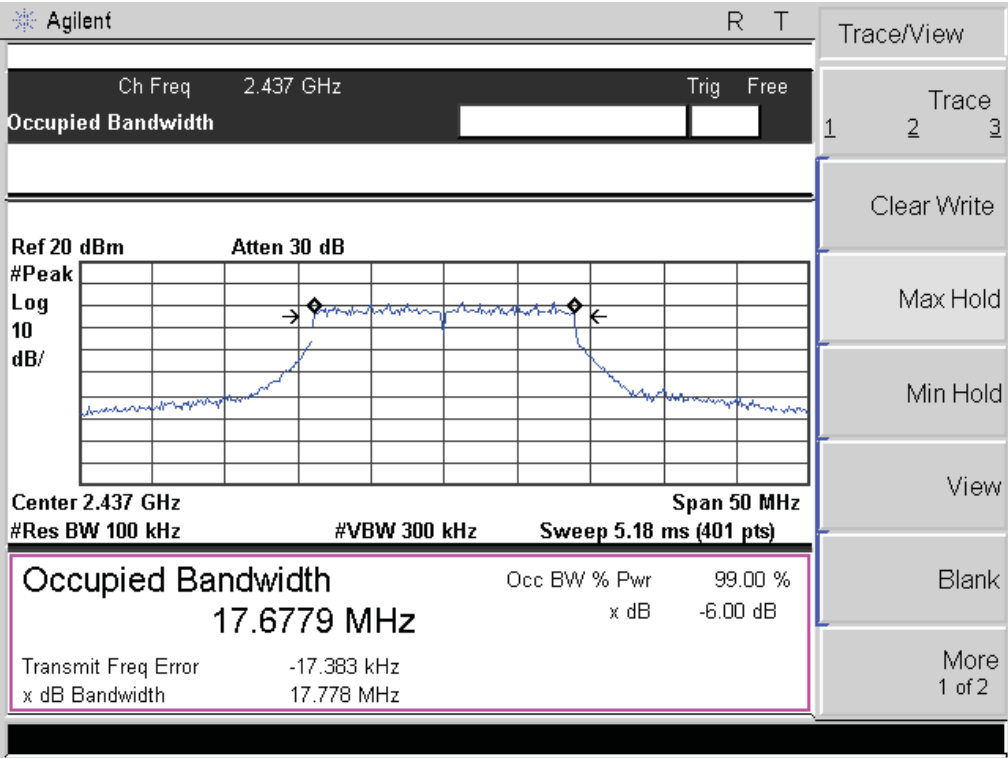 Agilent R T
Trace/View
Ch Freq 2.437 GHz Trig Free
Occupied Bandwidth
Trace
1 2 3
Clear Write
Ref 20 dBm Atten 30 dB
#Peak
Log
10
dB/
Max Hold
Min Hold
Center 2.437 GHz Span 50 MHz
#Res BW 100 kHz #VBW 300 kHz Sweep 5.18 ms (401 pts)
View
Occupied Bandwidth Occ BW % Pwr 99.00 %
17.6779 MHz x dB -6.00 dB
Transmit Freq Error -17.383 kHz
x dB Bandwidth 17.778 MHz
Blank
More
1 of 2